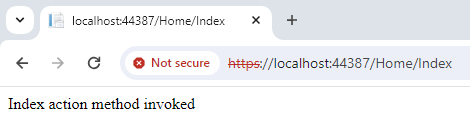 localhost:44387/Home/Index
Not secure https://localhost:44387/Home/Index
Index action method invoked